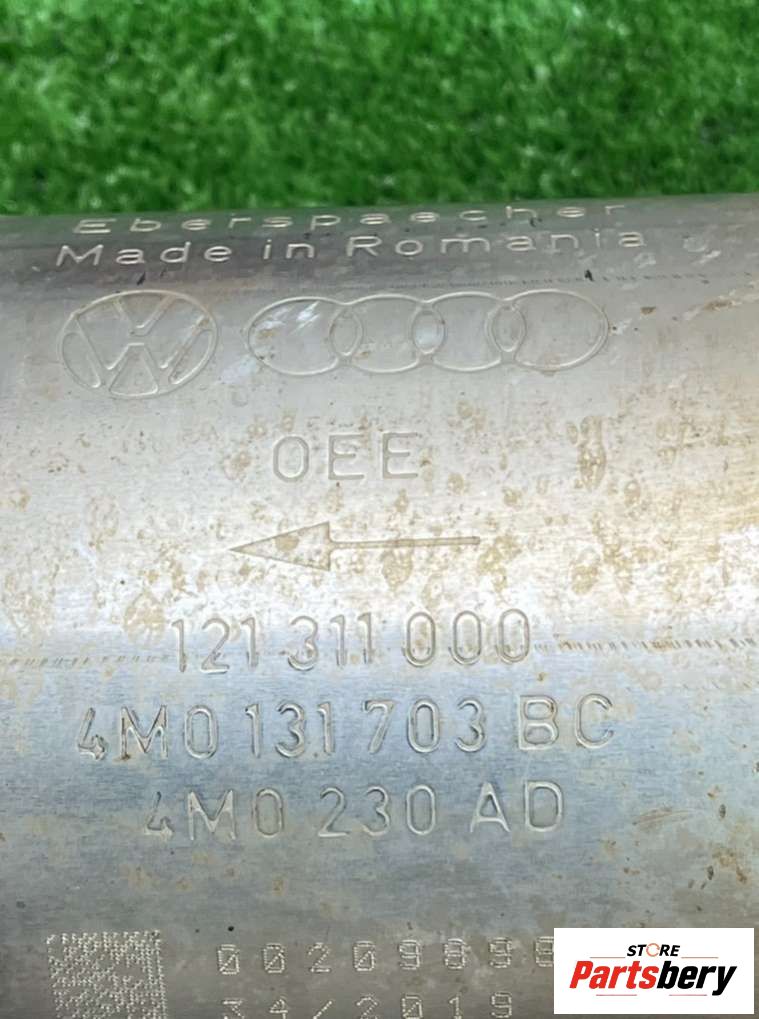 Eberspaecher
Made in Romania
OEE
121 311 000
4M0 131 703 BC
4M0 230 AD
34/2019
STORE
Partsbery